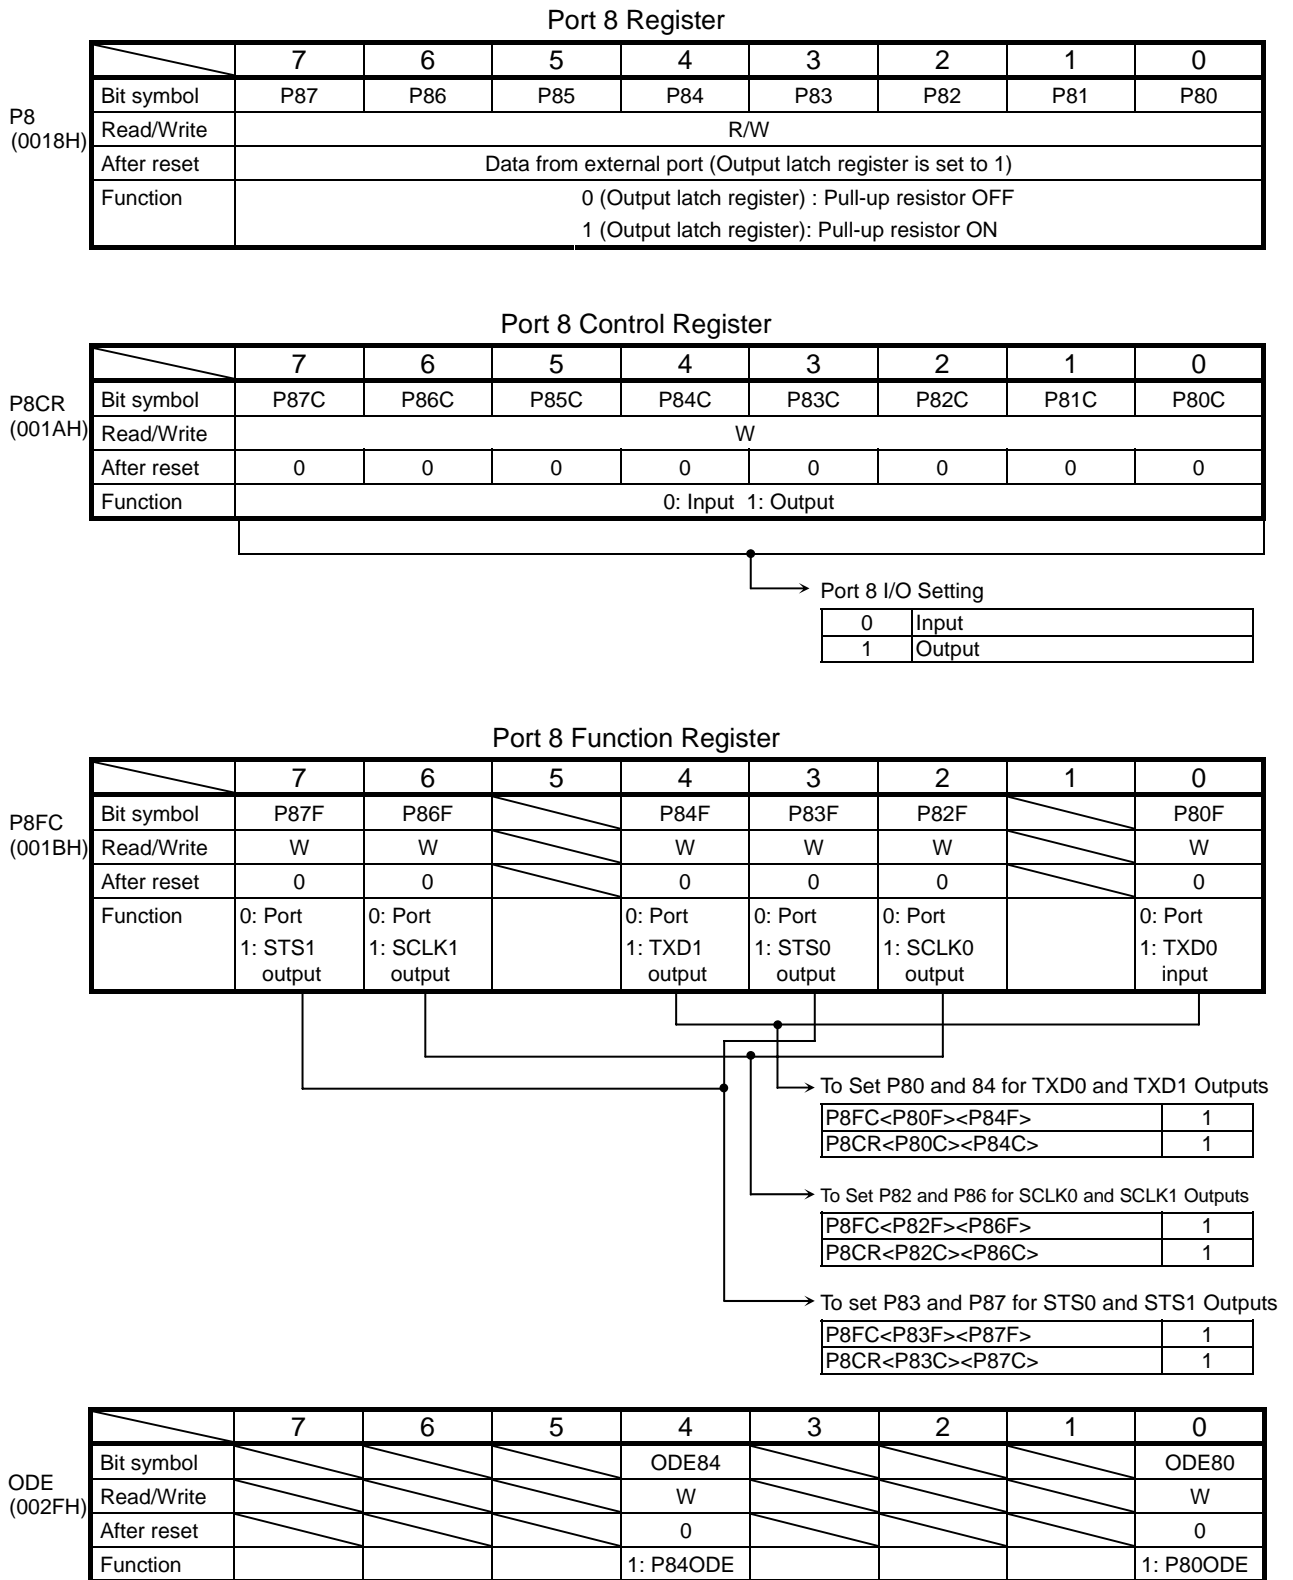 Port 8 Register
7 6 5 4 3 2 1 0
P8
(0018H)
Bit symbol P87 P86 P85 P84 P83 P82 P81 P80
Read/Write R/W
After reset Data from external port (Output latch register is set to 1)
Function 0 (Output latch register) : Pull-up resistor OFF
1 (Output latch register): Pull-up resistor ON
Port 8 Control Register
7 6 5 4 3 2 1 0
P8CR
(001AH)
Bit symbol P87C P86C P85C P84C P83C P82C P81C P80C
Read/Write W
After reset 0 0 0 0 0 0 0 0
Function 0: Input 1: Output
Port 8 I/O Setting
0 Input
1 Output
Port 8 Function Register
7 6 5 4 3 2 1 0
P8FC
(001BH)
Bit symbol P87F P86F P84F P83F P82F P80F
Read/Write W W W W W W
After reset 0 0 0 0 0 0
Function 0: Port 0: Port 0: Port 0: Port 0: Port 0: Port
1: STS1 1: SCLK1 1: TXD1 1: STS0 1: SCLK0 1: TXD0
output output output output output input
To Set P80 and 84 for TXD0 and TXD1 Outputs
P8FC<P80F><P84F> 1
P8CR<P80C><P84C> 1
To Set P82 and P86 for SCLK0 and SCLK1 Outputs
P8FC<P82F><P86F> 1
P8CR<P82C><P86C> 1
To set P83 and P87 for STS0 and STS1 Outputs
P8FC<P83F><P87F> 1
P8CR<P83C><P87C> 1
7 6 5 4 3 2 1 0
ODE
(002FH)
Bit symbol ODE84 ODE80
Read/Write W W
After reset 0 0
Function 1: P84ODE 1: P80ODE